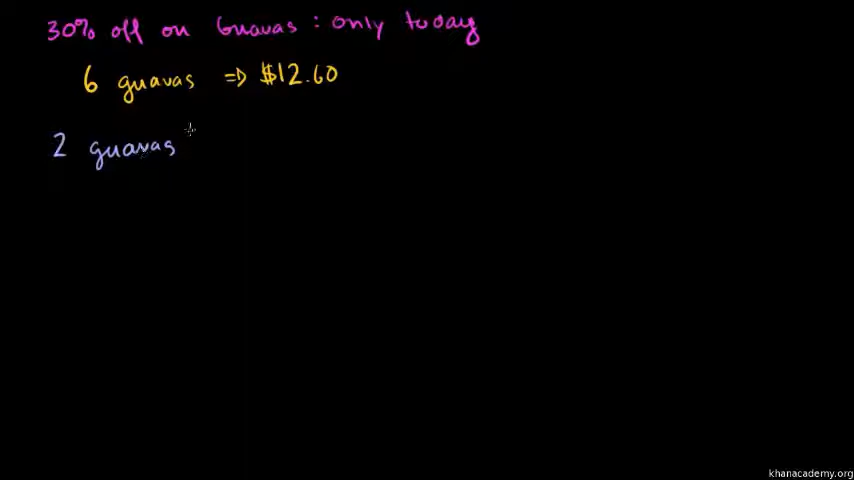 30% off on Guavas : only today
6 guavas => $12.60
2 guavas
khanacademy.org